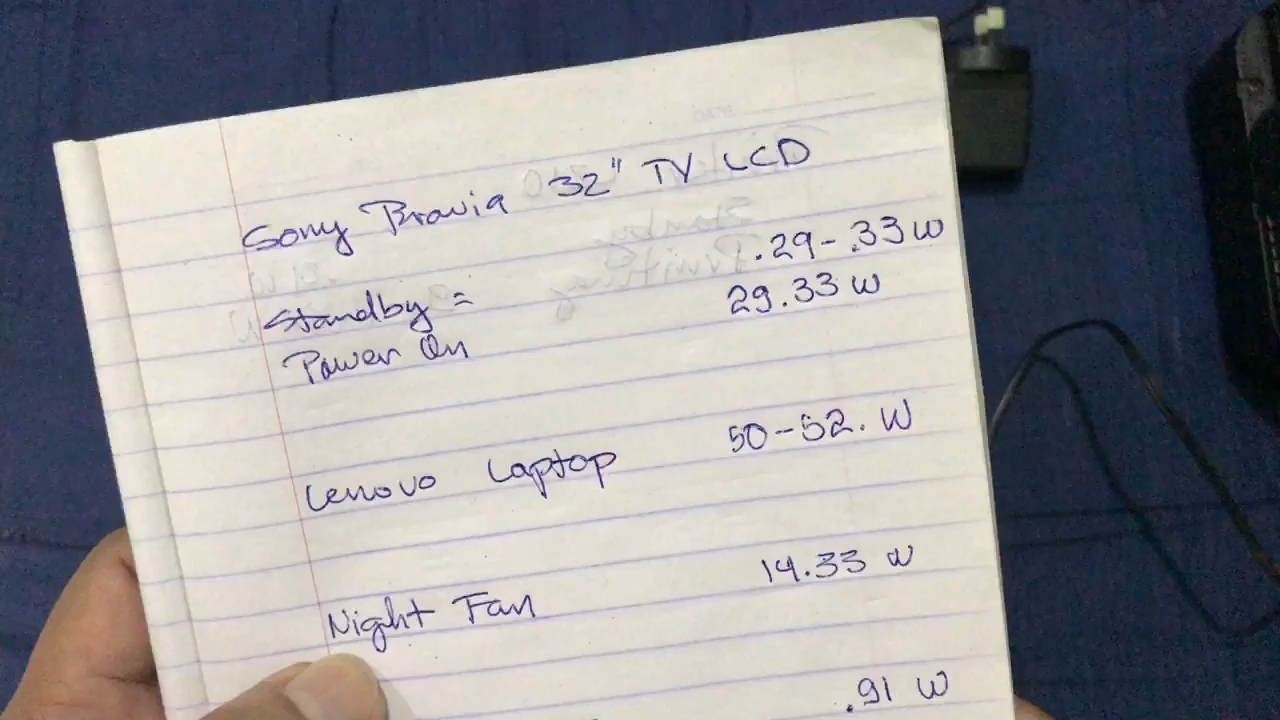 Sony Bravia 32" TV LCD
Standby = .29-.33 W
Power On 29.33 W
Lenovo Laptop 50-52. W
Night Fan 14.33 W
.91 W